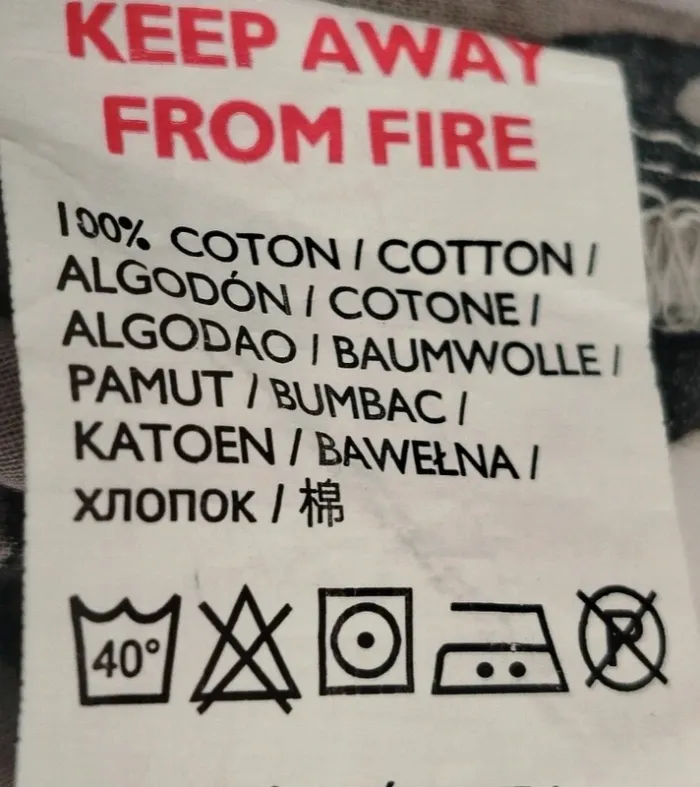 KEEP AWAY
FROM FIRE
100% COTON / COTTON /
ALGODÓN / COTONE /
ALGODAO / BAUMWOLLE /
PAMUT / BUMBAC /
KATOEN / BAWEŁNA /
ХЛОПОК / 棉
40° P